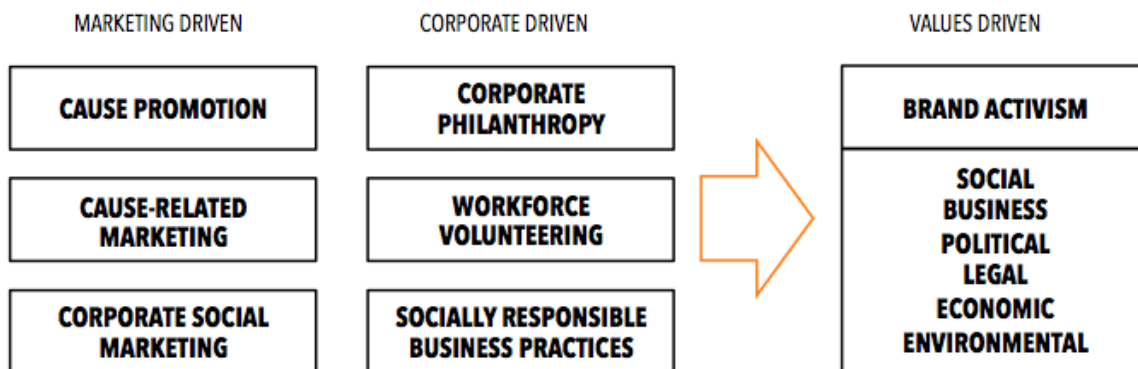 MARKETING DRIVEN
CAUSE PROMOTION
CAUSE-RELATED
MARKETING
CORPORATE SOCIAL
MARKETING
CORPORATE DRIVEN
CORPORATE
PHILANTHROPY
WORKFORCE
VOLUNTEERING
SOCIALLY RESPONSIBLE
BUSINESS PRACTICES
VALUES DRIVEN
BRAND ACTIVISM
SOCIAL
BUSINESS
POLITICAL
LEGAL
ECONOMIC
ENVIRONMENTAL